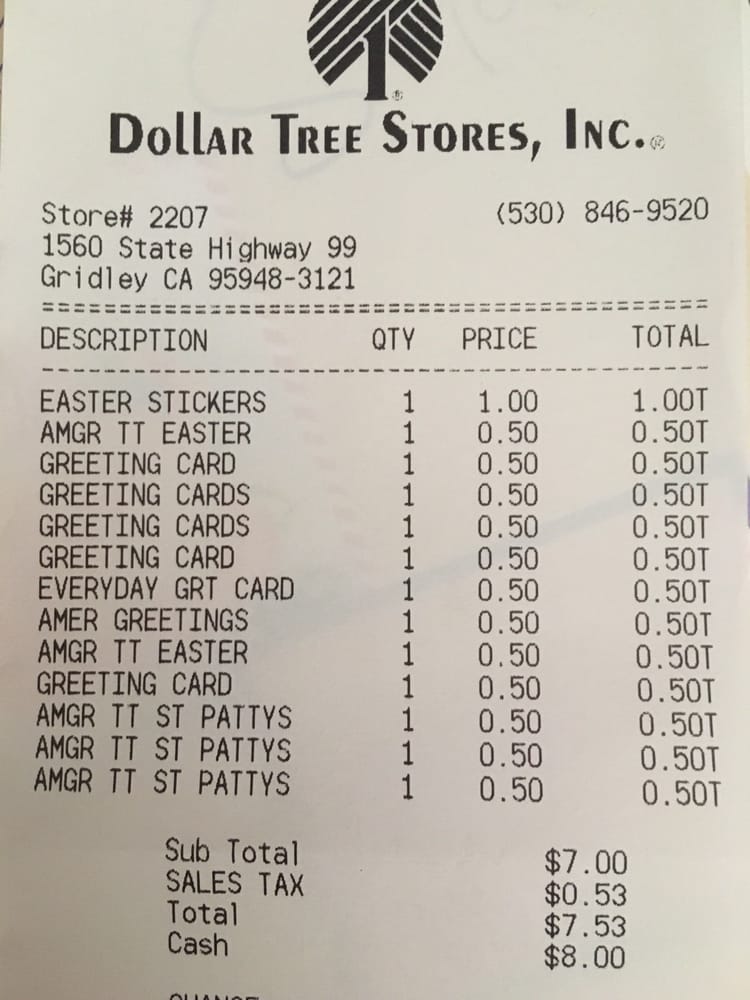 1
DOLLAR TREE STORES, INC.®
Store# 2207 (530) 846-9520
1560 State Highway 99
Gridley CA 95948-3121
DESCRIPTION QTY PRICE TOTAL
EASTER STICKERS 1 1.00 1.00T
AMGR TT EASTER 1 0.50 0.50T
GREETING CARD 1 0.50 0.50T
GREETING CARDS 1 0.50 0.50T
GREETING CARDS 1 0.50 0.50T
GREETING CARD 1 0.50 0.50T
EVERYDAY GRT CARD 1 0.50 0.50T
AMER GREETINGS 1 0.50 0.50T
AMGR TT EASTER 1 0.50 0.50T
GREETING CARD 1 0.50 0.50T
AMGR TT ST PATTYS 1 0.50 0.50T
AMGR TT ST PATTYS 1 0.50 0.50T
AMGR TT ST PATTYS 1 0.50 0.50T
Sub Total $7.00
SALES TAX $0.53
Total $7.53
Cash $8.00